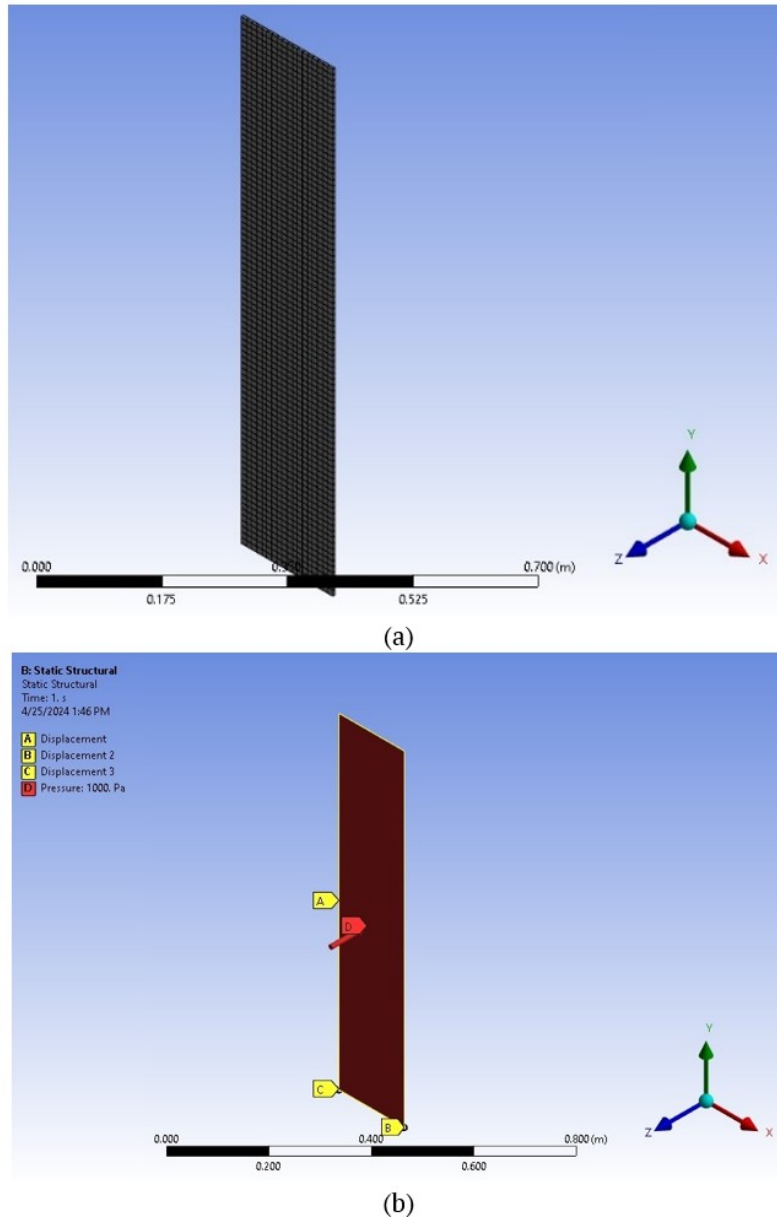 Y
Z
X
0.000
0.700 (m)
0.175
0.525
(a)
B: Static Structural
Static Structural
Time: 1. s
4/25/2024 1:46 PM
A Displacement
B Displacement 2
C Displacement 3
D Pressure: 1000. Pa
A
D
C
B
Y
Z
X
0.000
0.400
0.800 (m)
0.200
0.600
(b)